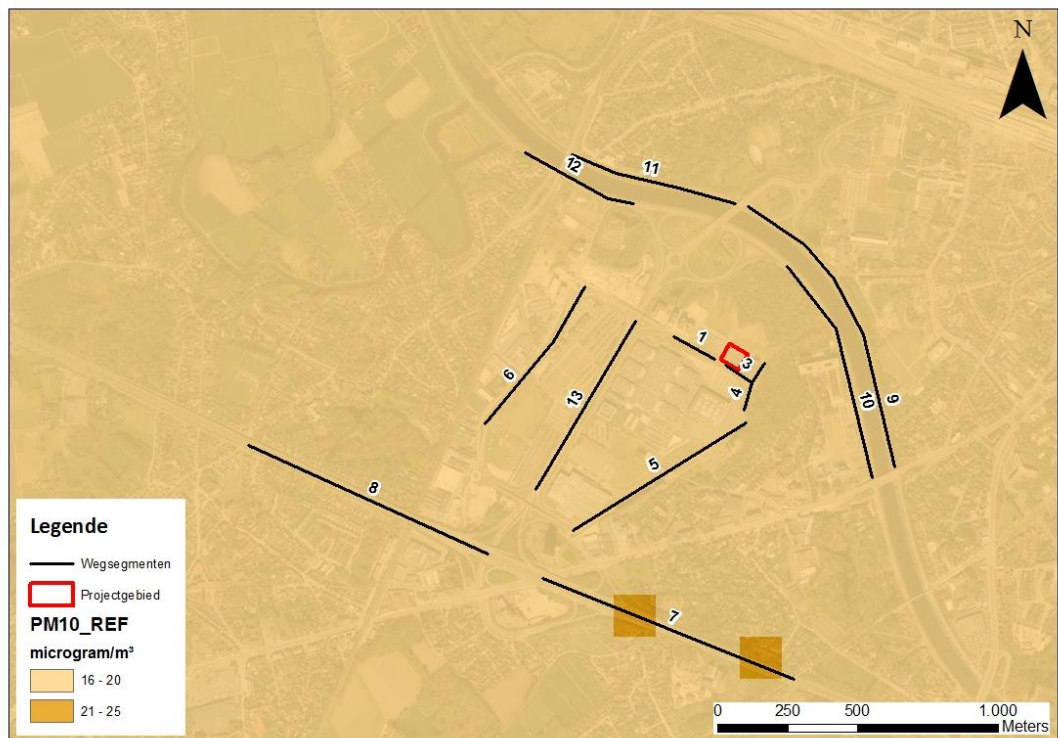 N
12
11
1
3
6
13
4
10
9
5
8
7
Legende
Wegsegmenten
Projectgebied
PM10_REF
microgram/m³
16 - 20
21 - 25
0 250 500 1.000
Meters